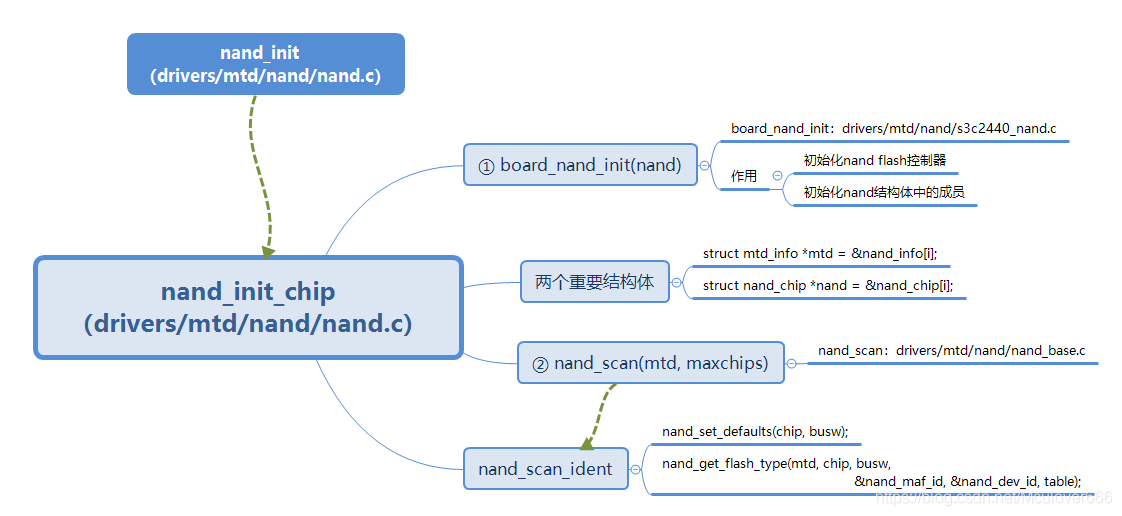 nand_init
(drivers/mtd/nand/nand.c)
nand_init_chip
(drivers/mtd/nand/nand.c)
① board_nand_init(nand)
board_nand_init：drivers/mtd/nand/s3c2440_nand.c
作用
初始化nand flash控制器
初始化nand结构体中的成员
两个重要结构体
struct mtd_info *mtd = &nand_info[i];
struct nand_chip *nand = &nand_chip[i];
② nand_scan(mtd, maxchips)
nand_scan：drivers/mtd/nand/nand_base.c
nand_scan_ident
nand_set_defaults(chip, busw);
nand_get_flash_type(mtd, chip, busw,
&nand_maf_id, &nand_dev_id, table);
https://blog.csdn.net/Mculover666